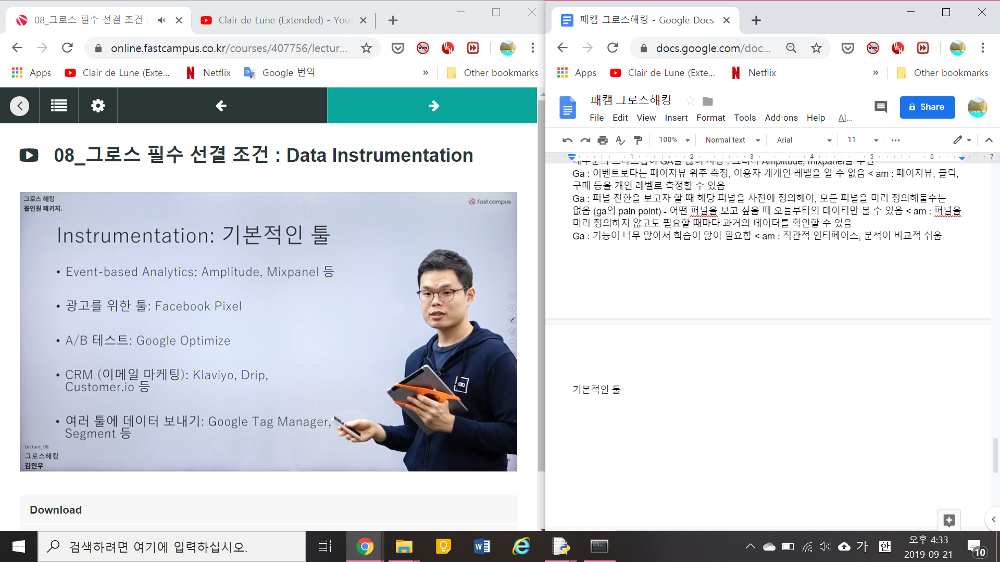 08_그로스 필수 선결 조건 :
Clair de Lune (Extended) - You
online.fastcampus.co.kr/courses/407756/lectur...
Apps
Clair de Lune (Exte...
Netflix
Google 번역
»
Other bookmarks
08_그로스 필수 선결 조건 : Data Instrumentation
그로스 해킹
올인원 패키지.
Fast campus
Instrumentation: 기본적인 툴
• Event-based Analytics: Amplitude, Mixpanel 등
• 광고를 위한 툴: Facebook Pixel
• A/B 테스트: Google Optimize
• CRM (이메일 마케팅): Klaviyo, Drip,
Customer.io 등
• 여러 툴에 데이터 보내기: Google Tag Manager,
Segment 등
Lecture_08
그로스해킹
김민우
Download
패캠 그로스해킹 - Google Docs
docs.google.com/doc...
Apps
Clair de Lune (Exte...
Netflix
»
Other bookmarks
패캠 그로스해킹
File Edit View Insert Format Tools Add-ons Help Al...
Share
100% Normal text Arial 11
1 2 3 4 5 6 7
Ga : 이벤트보다는 페이지뷰 위주 측정, 이용자 개개인 레벨을 알 수 없음 < am : 페이지뷰, 클릭,
구매 등을 개인 레벨로 측정할 수 있음
Ga : 퍼널 전환을 보고자 할 때 해당 퍼널을 사전에 정의해야, 모든 퍼널을 미리 정의해둘수는
없음 (ga의 pain point) - 어떤 퍼널을 보고 싶을 때 오늘부터의 데이터만 볼 수 있음 < am : 퍼널을
미리 정의하지 않고도 필요할 때마다 과거의 데이터를 확인할 수 있음
Ga : 기능이 너무 많아서 학습이 많이 필요함 < am : 직관적 인터페이스, 분석이 비교적 쉬움
기본적인 툴
검색하려면 여기에 입력하십시오.
가
한
오후 4:33
2019-09-21
10